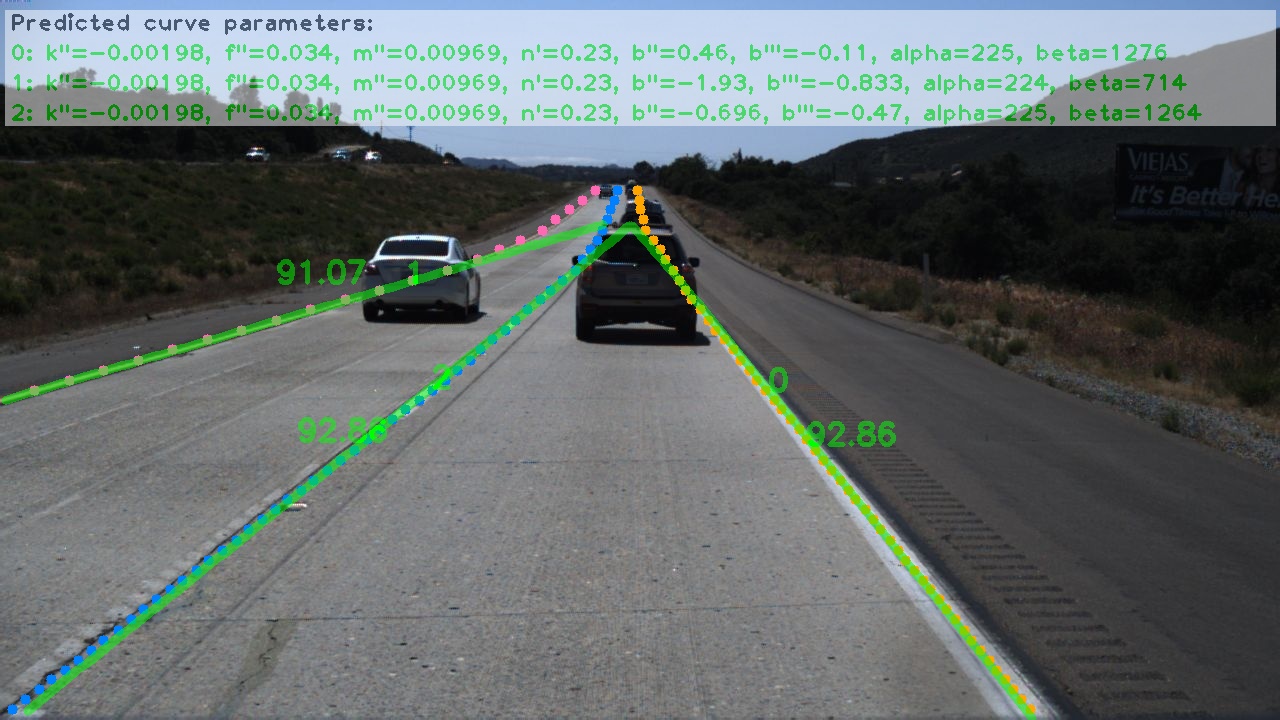 Predicted curve parameters:
0: k''=-0.00198, f''=0.034, m''=0.00969, n'=0.23, b''=0.46, b'''=-0.11, alpha=225, beta=1276
1: k''=-0.00198, f''=0.034, m''=0.00969, n'=0.23, b''=-1.93, b'''=-0.833, alpha=224, beta=714
2: k''=-0.00198, f''=0.034, m''=0.00969, n'=0.23, b''=-0.696, b'''=-0.47, alpha=225, beta=1264
VIEJAS
It's Better He
91.07 1
2 0
92.86 92.86